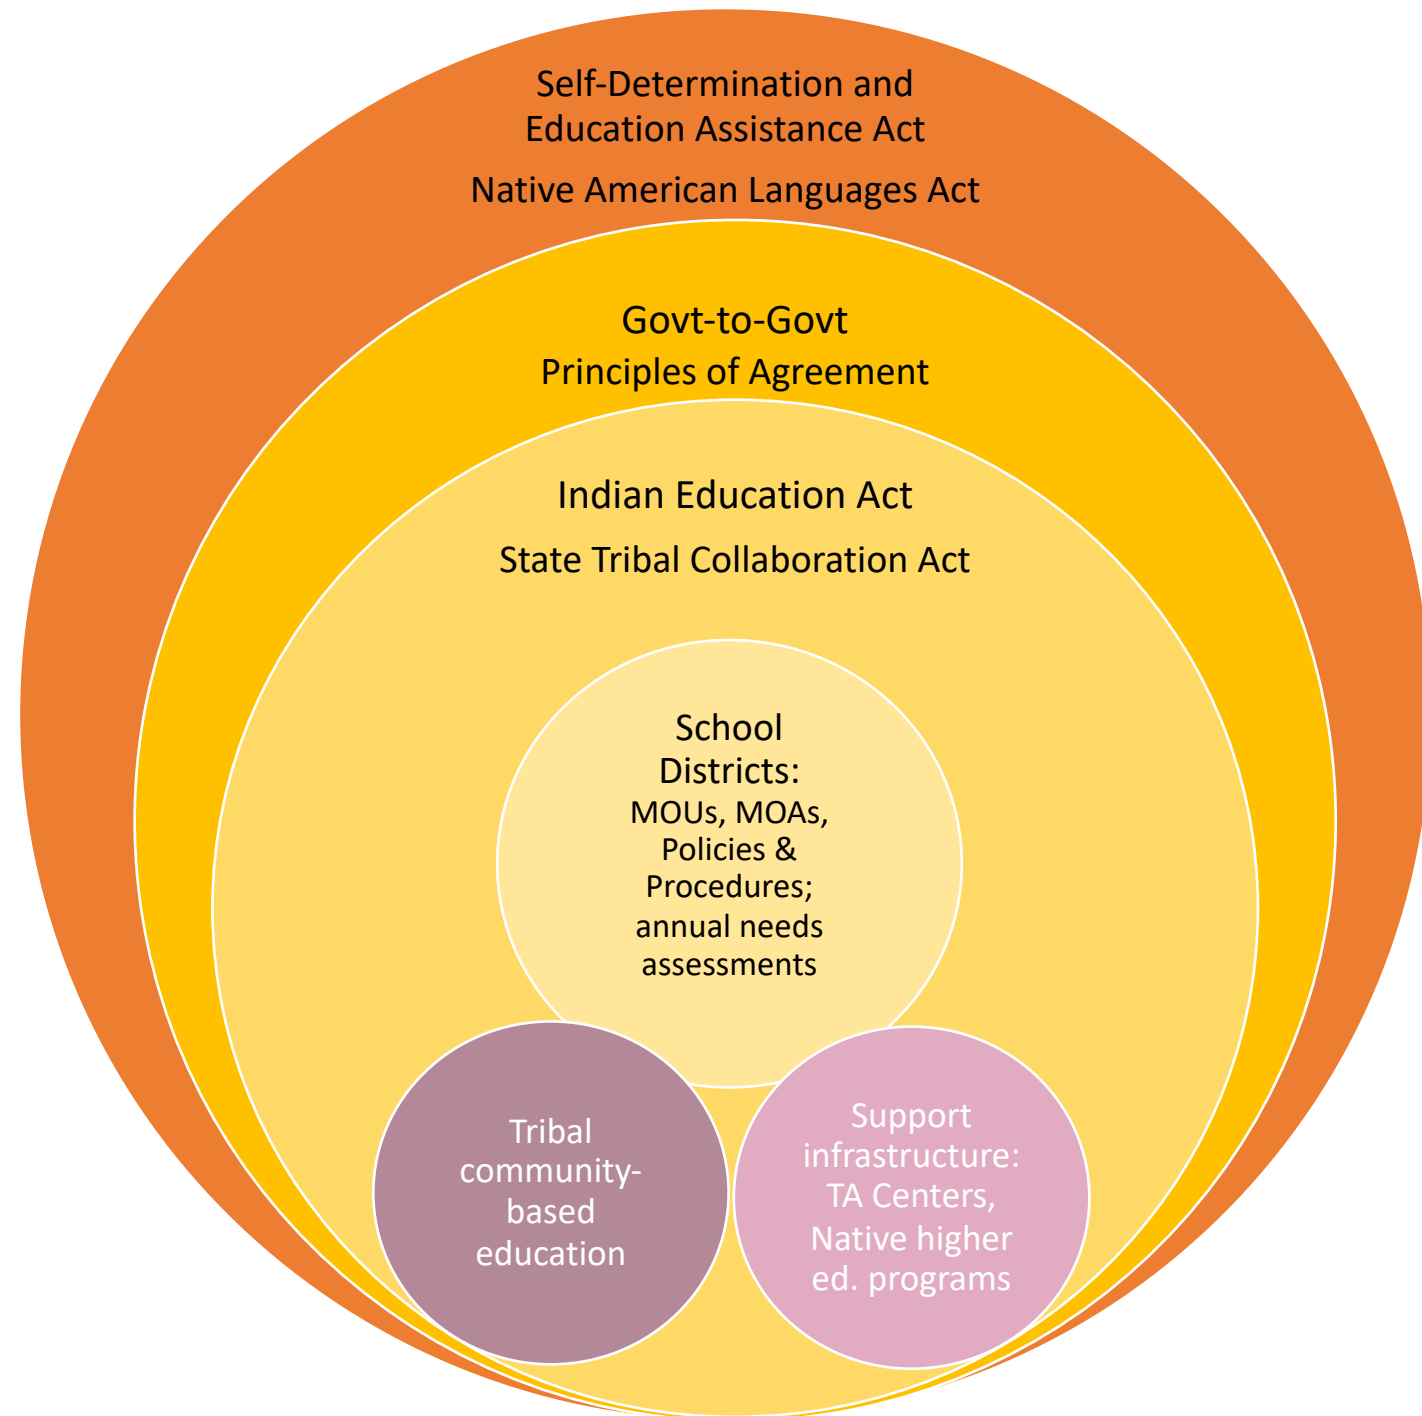 Self-Determination and
Education Assistance Act
Native American Languages Act
Govt-to-Govt
Principles of Agreement
Indian Education Act
State Tribal Collaboration Act
School
Districts:
MOUs, MOAs,
Policies &
Procedures;
annual needs
assessments
Tribal
community-
based
education
Support
infrastructure:
TA Centers,
Native higher
ed. programs